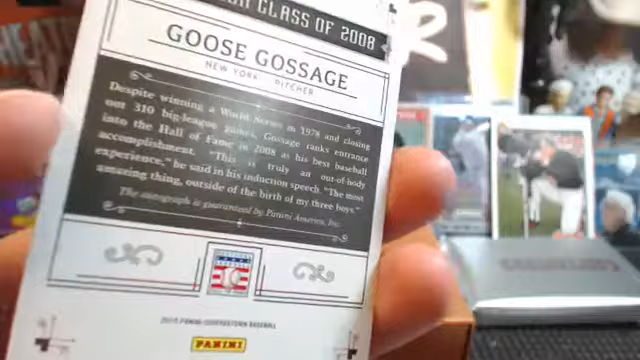 CLASS OF 2008
GOOSE GOSSAGE
NEW YORK PITCHER
Despite winning a World Series in 1978 and closing
out 310 big-league games, Gossage ranks entrance
into the Hall of Fame in 2008 as his best baseball
accomplishment. "This is truly an out-of-body
experience," he said in his induction speech. "The most
amazing thing, outside of the birth of my three boys."
The autograph is guaranteed by Panini America, Inc.
PANINI COOPERSTOWN BASEBALL
PANINI